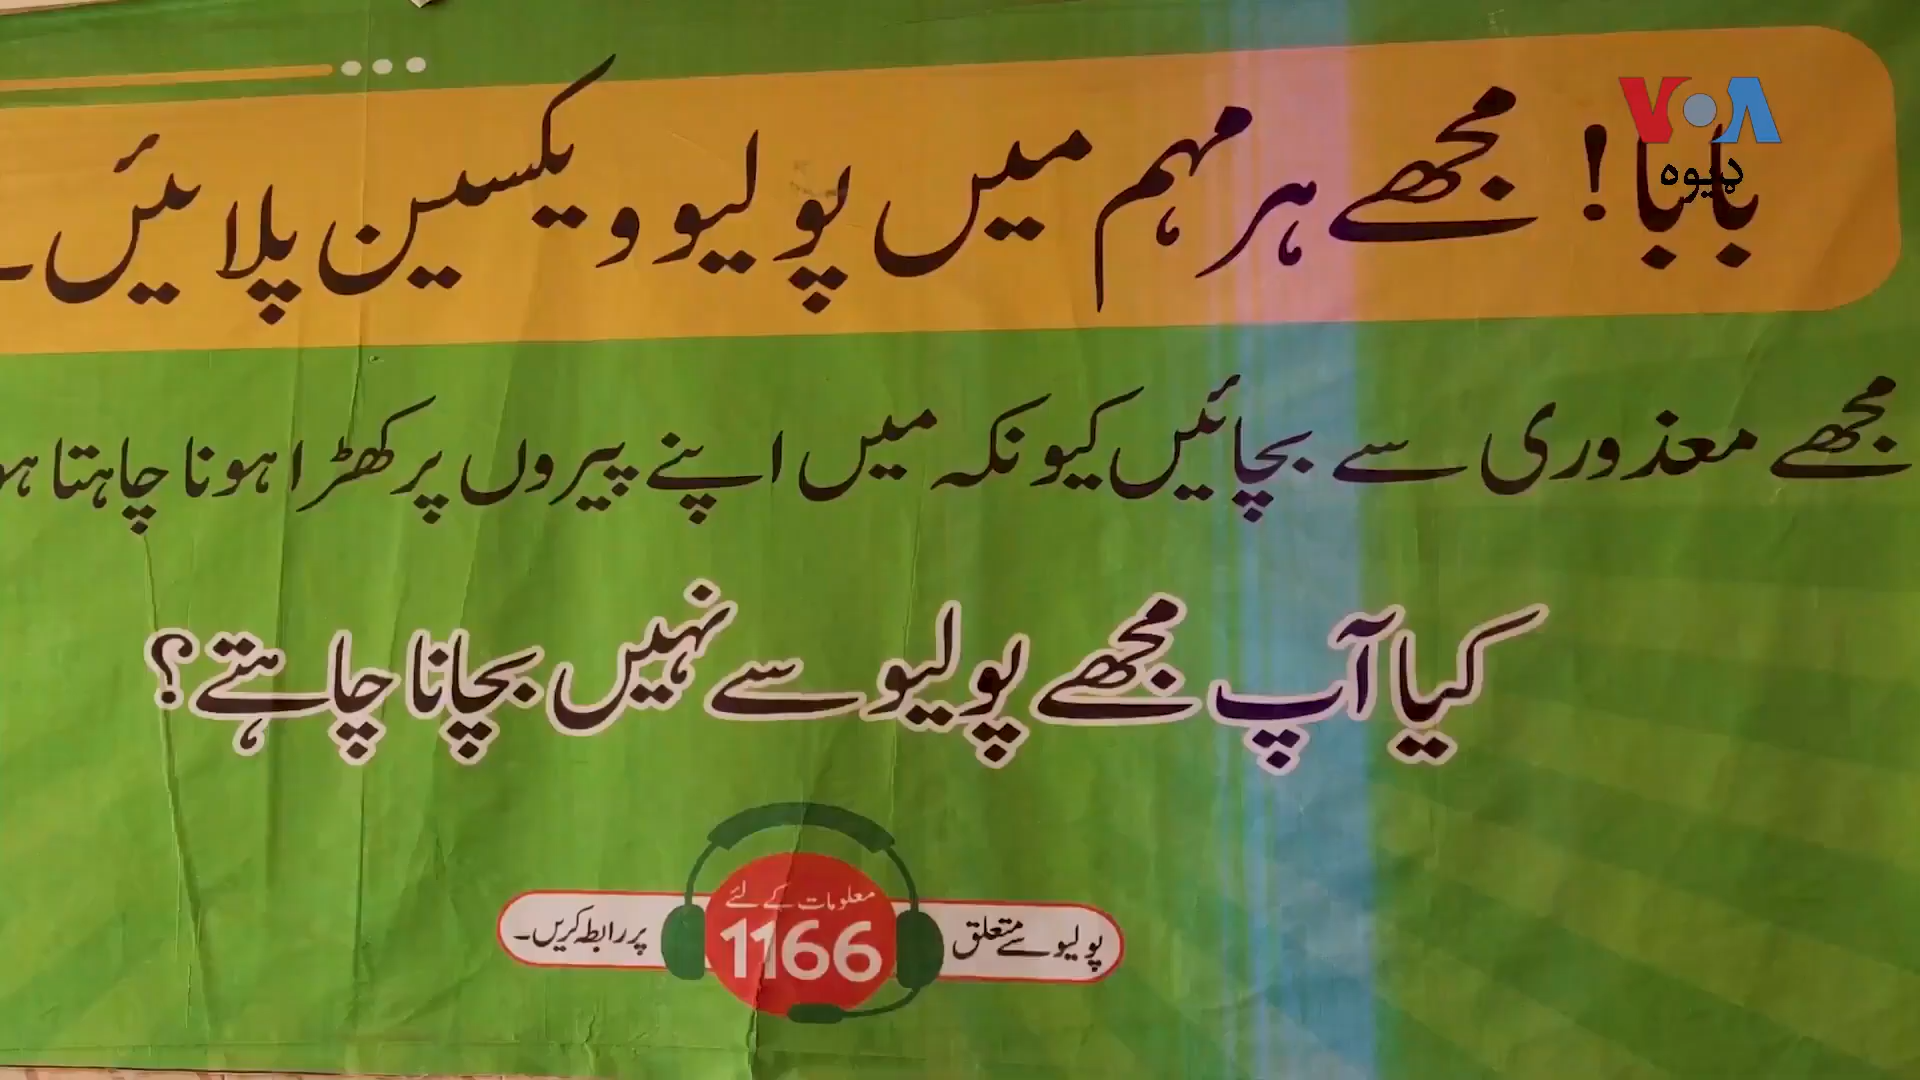 VOA
ډیوه
بابا! مجھے ہر مہم میں پولیو ویکسین پلائیں۔
مجھے معذوری سے بچائیں کیونکہ میں اپنے پیروں پر کھڑا ہونا چاہتا
کیا آپ مجھے پولیو سے نہیں بچانا چاہتے؟
پولیو سے متعلق معلومات کے لئے 1166 پر رابطہ کریں۔